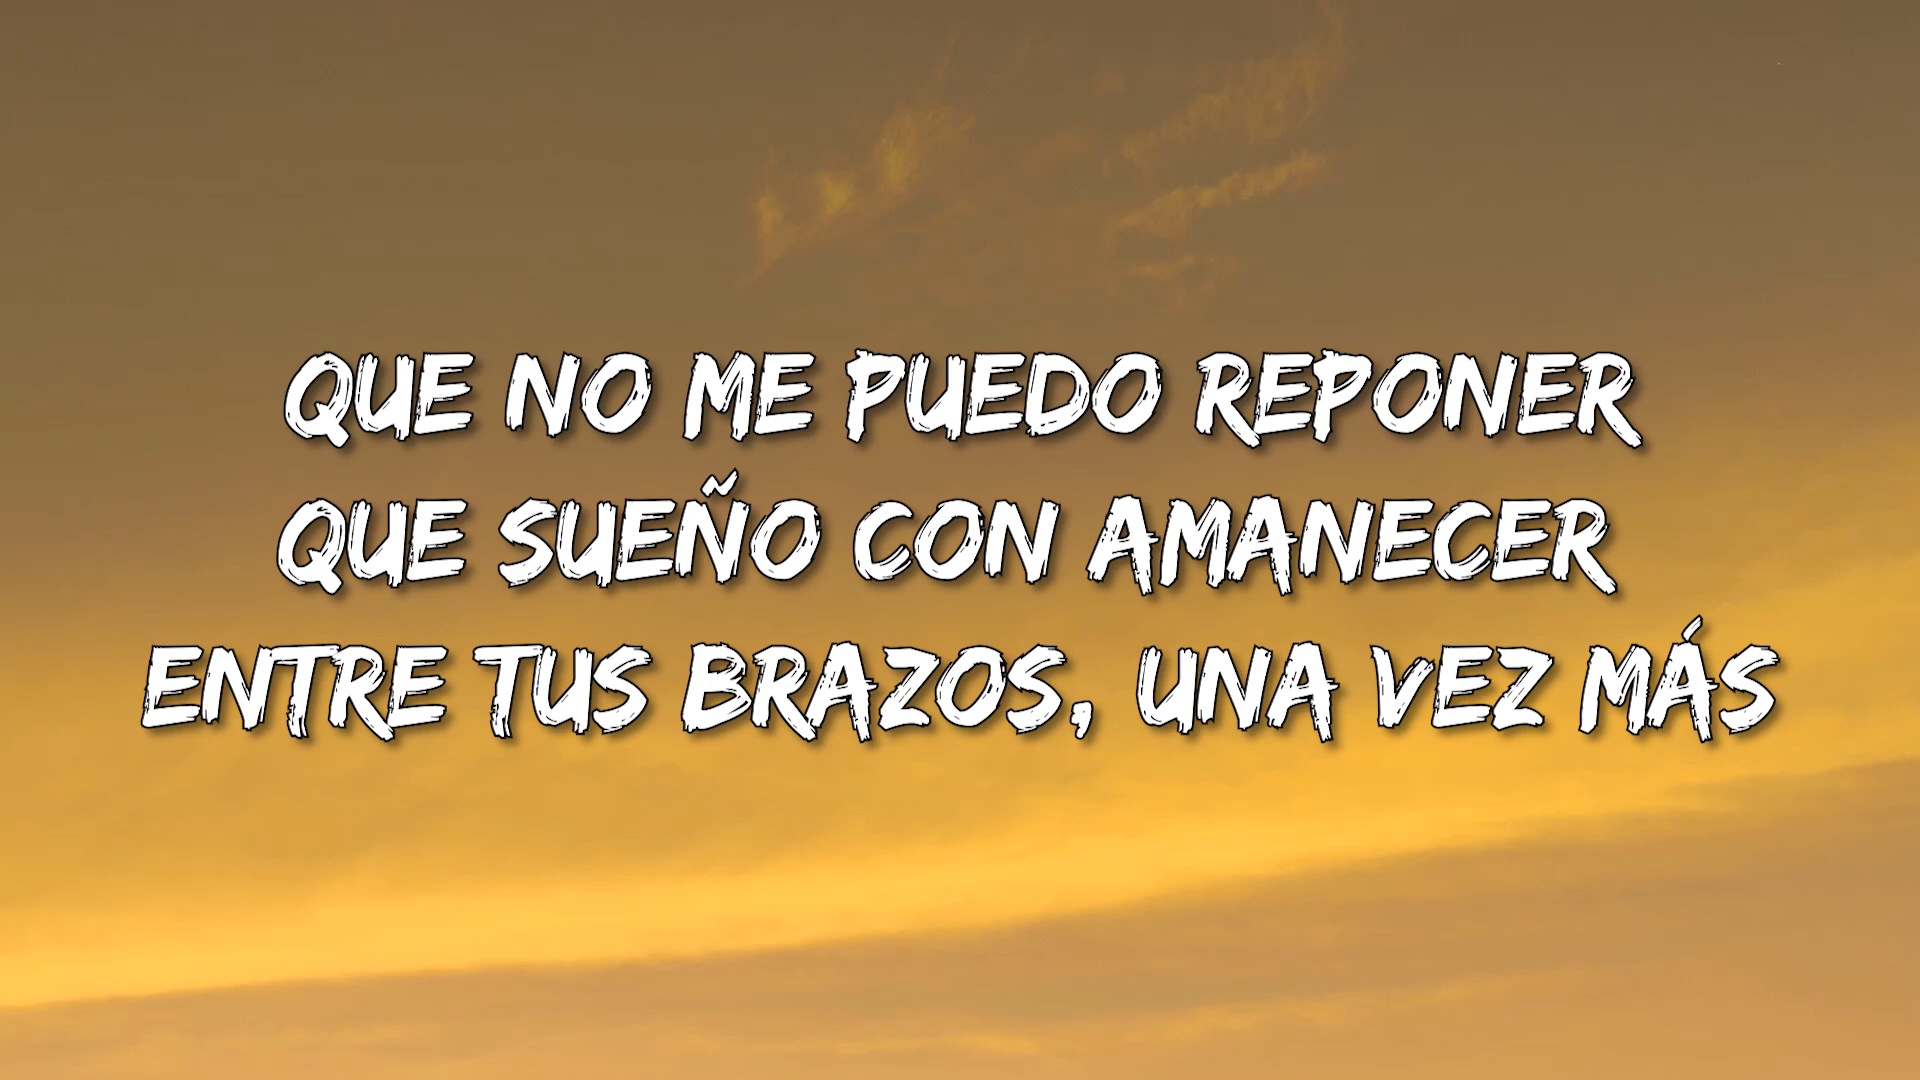 QUE NO ME PUEDO REPONER
QUE SUEÑO CON AMANECER
ENTRE TUS BRAZOS, UNA VEZ MÁS